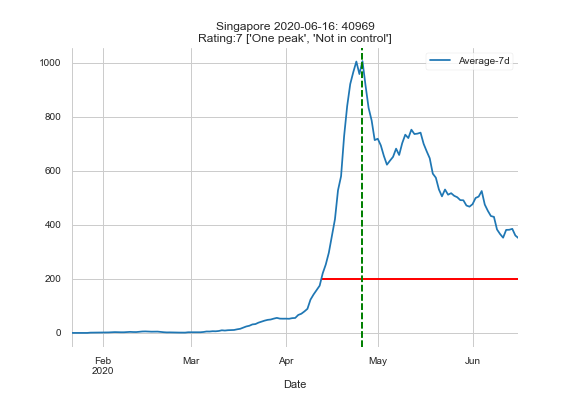 Singapore 2020-06-16: 40969
Rating:7 ['One peak', 'Not in control']
Average-7d
1000
800
600
400
200
0
Feb
2020
Mar
Apr
May
Jun
Date